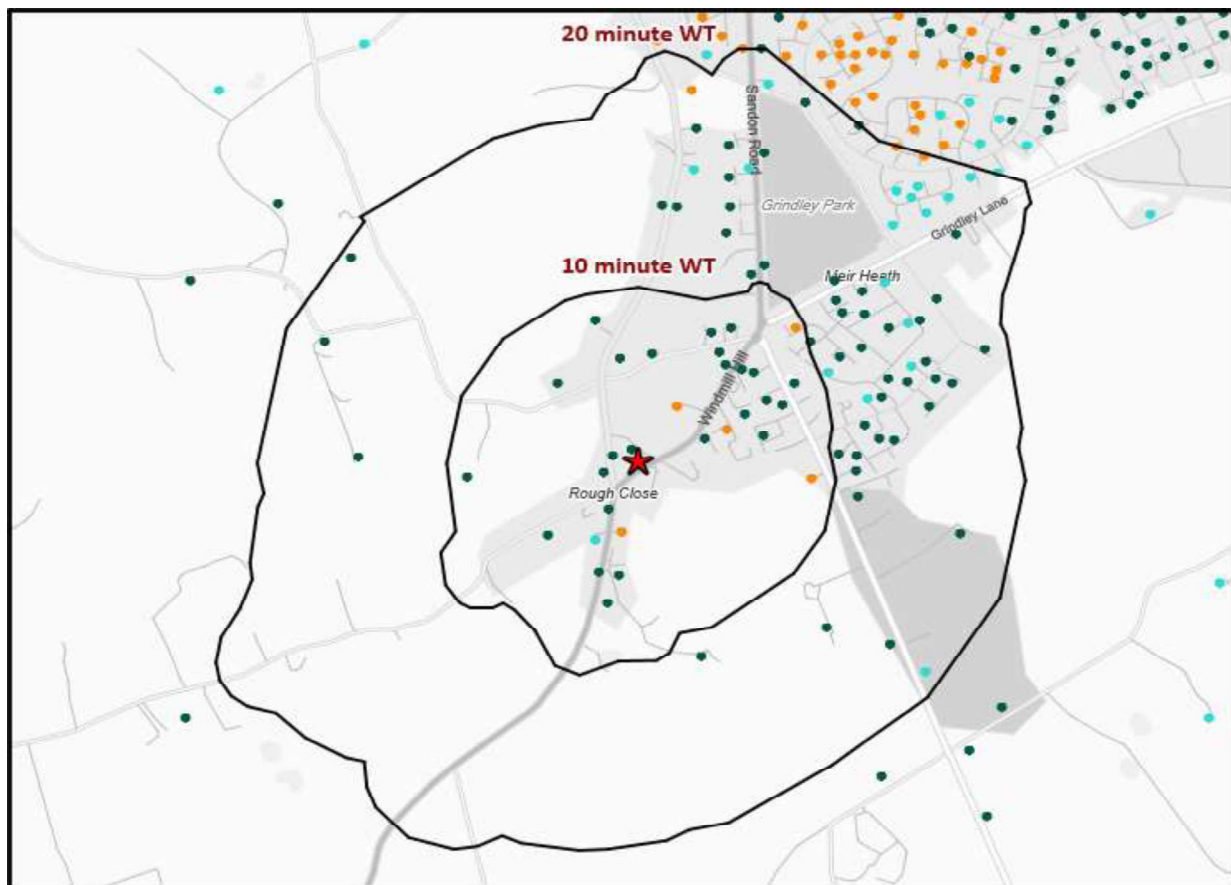 20 minute WT
Sandon Road
Grindley Park
Grindley Lane
10 minute WT
Meir Heath
Windmill Hill
Rough Close